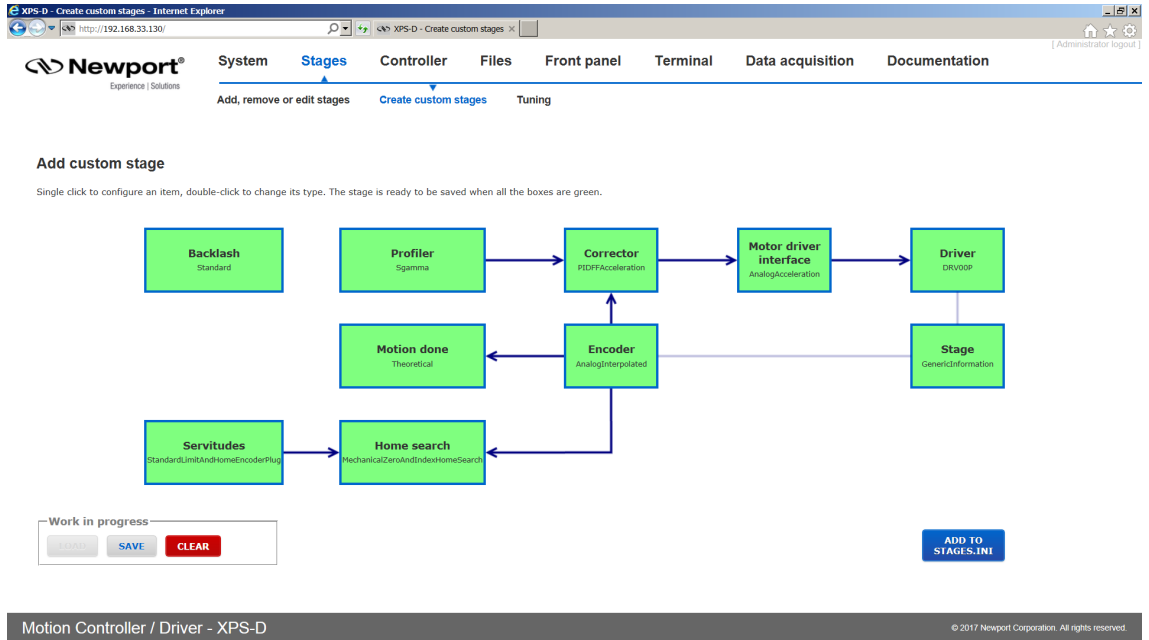 XPS-D - Create custom stages - Internet Explorer
http://192.168.33.130/
XPS-D - Create custom stages
[ Administrator logout ]
Newport®
Experience | Solutions
System Stages Controller Files Front panel Terminal Data acquisition Documentation
Add, remove or edit stages Create custom stages Tuning
Add custom stage
Single click to configure an item, double-click to change its type. The stage is ready to be saved when all the boxes are green.
Backlash
Standard
Profiler
Sgamma
Corrector
PIDFFAcceleration
Motor driver
interface
AnalogAcceleration
Driver
DRV00P
Motion done
Theoretical
Encoder
AnalogInterpolated
Stage
GenericInformation
Servitudes
StandardLimitAndHomeEncoderPlug
Home search
MechanicalZeroAndIndexHomeSearch
Work in progress
LOAD SAVE CLEAR
ADD TO
STAGES.INI
Motion Controller / Driver - XPS-D
© 2017 Newport Corporation. All rights reserved.